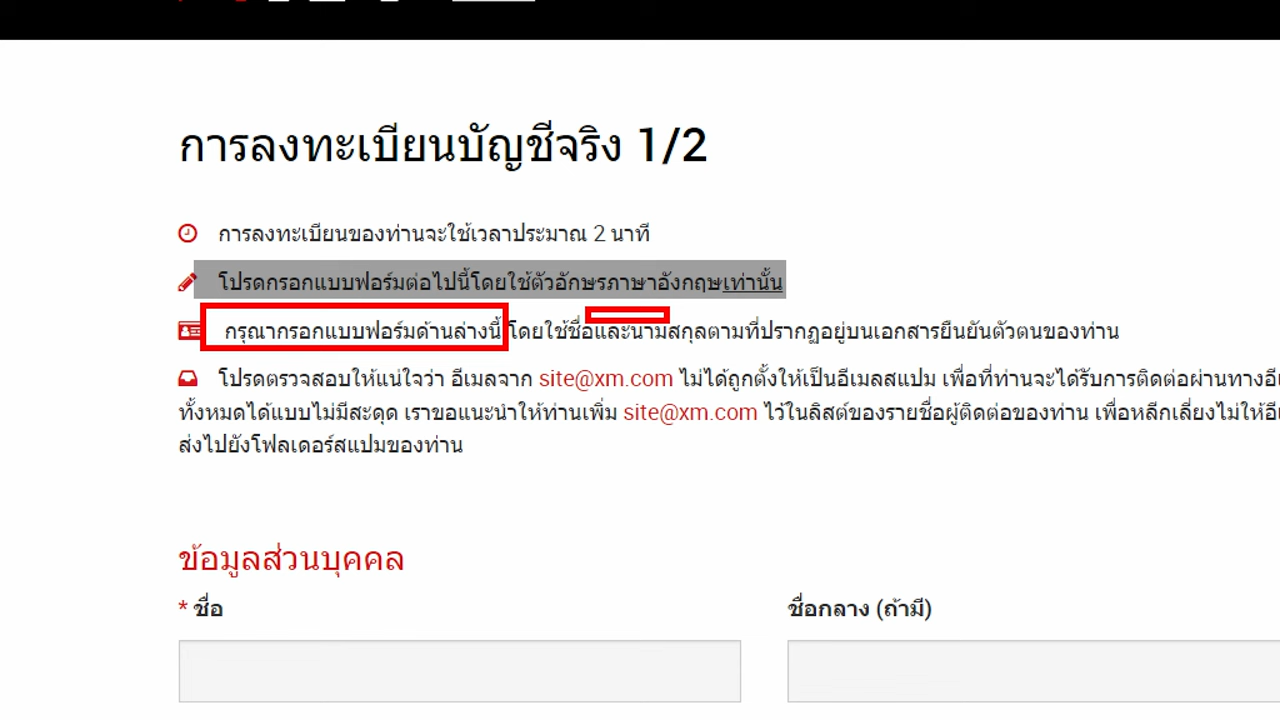 การลงทะเบียนบัญชีจริง 1/2
การลงทะเบียนของท่านจะใช้เวลาประมาณ 2 นาที
โปรดกรอกแบบฟอร์มต่อไปนี้โดยใช้ตัวอักษรภาษาอังกฤษเท่านั้น
กรุณากรอกแบบฟอร์มด้านล่างนี้ โดยใช้ชื่อและนามสกุลตามที่ปรากฏอยู่บนเอกสารยืนยันตัวตนของท่าน
โปรดตรวจสอบให้แน่ใจว่า อีเมลจาก site@xm.com ไม่ได้ถูกตั้งให้เป็นอีเมลสแปม เพื่อที่ท่านจะได้รับการติดต่อผ่านทาง
ทั้งหมดได้แบบไม่มีสะดุด เราขอแนะนำให้ท่านเพิ่ม site@xm.com ไว้ในลิสต์ของรายชื่อผู้ติดต่อของท่าน เพื่อหลีกเลี่ยงไม่ให้
ส่งไปยังโฟลเดอร์สแปมของท่าน
ข้อมูลส่วนบุคคล
* ชื่อ
ชื่อกลาง (ถ้ามี)